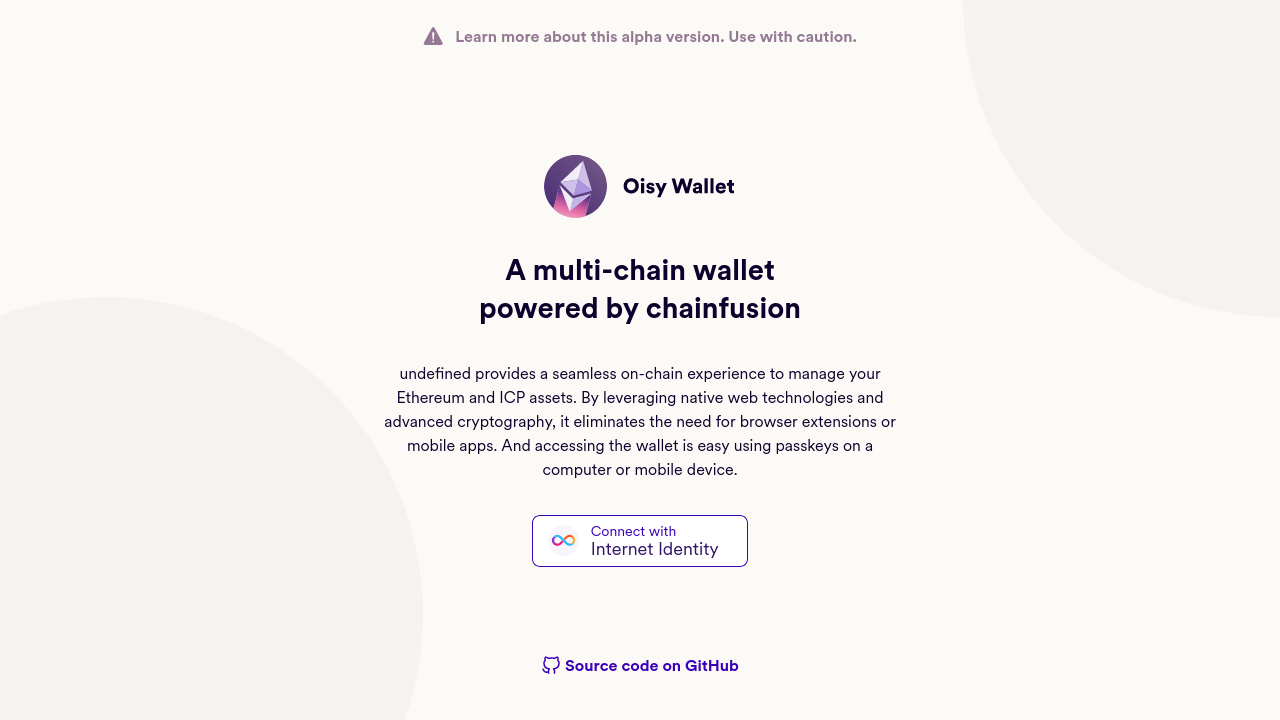 Learn more about this alpha version. Use with caution.
Oisy Wallet
A multi-chain wallet
powered by chainfusion
undefined provides a seamless on-chain experience to manage your
Ethereum and ICP assets. By leveraging native web technologies and
advanced cryptography, it eliminates the need for browser extensions or
mobile apps. And accessing the wallet is easy using passkeys on a
computer or mobile device.
Connect with
Internet Identity
Source code on GitHub